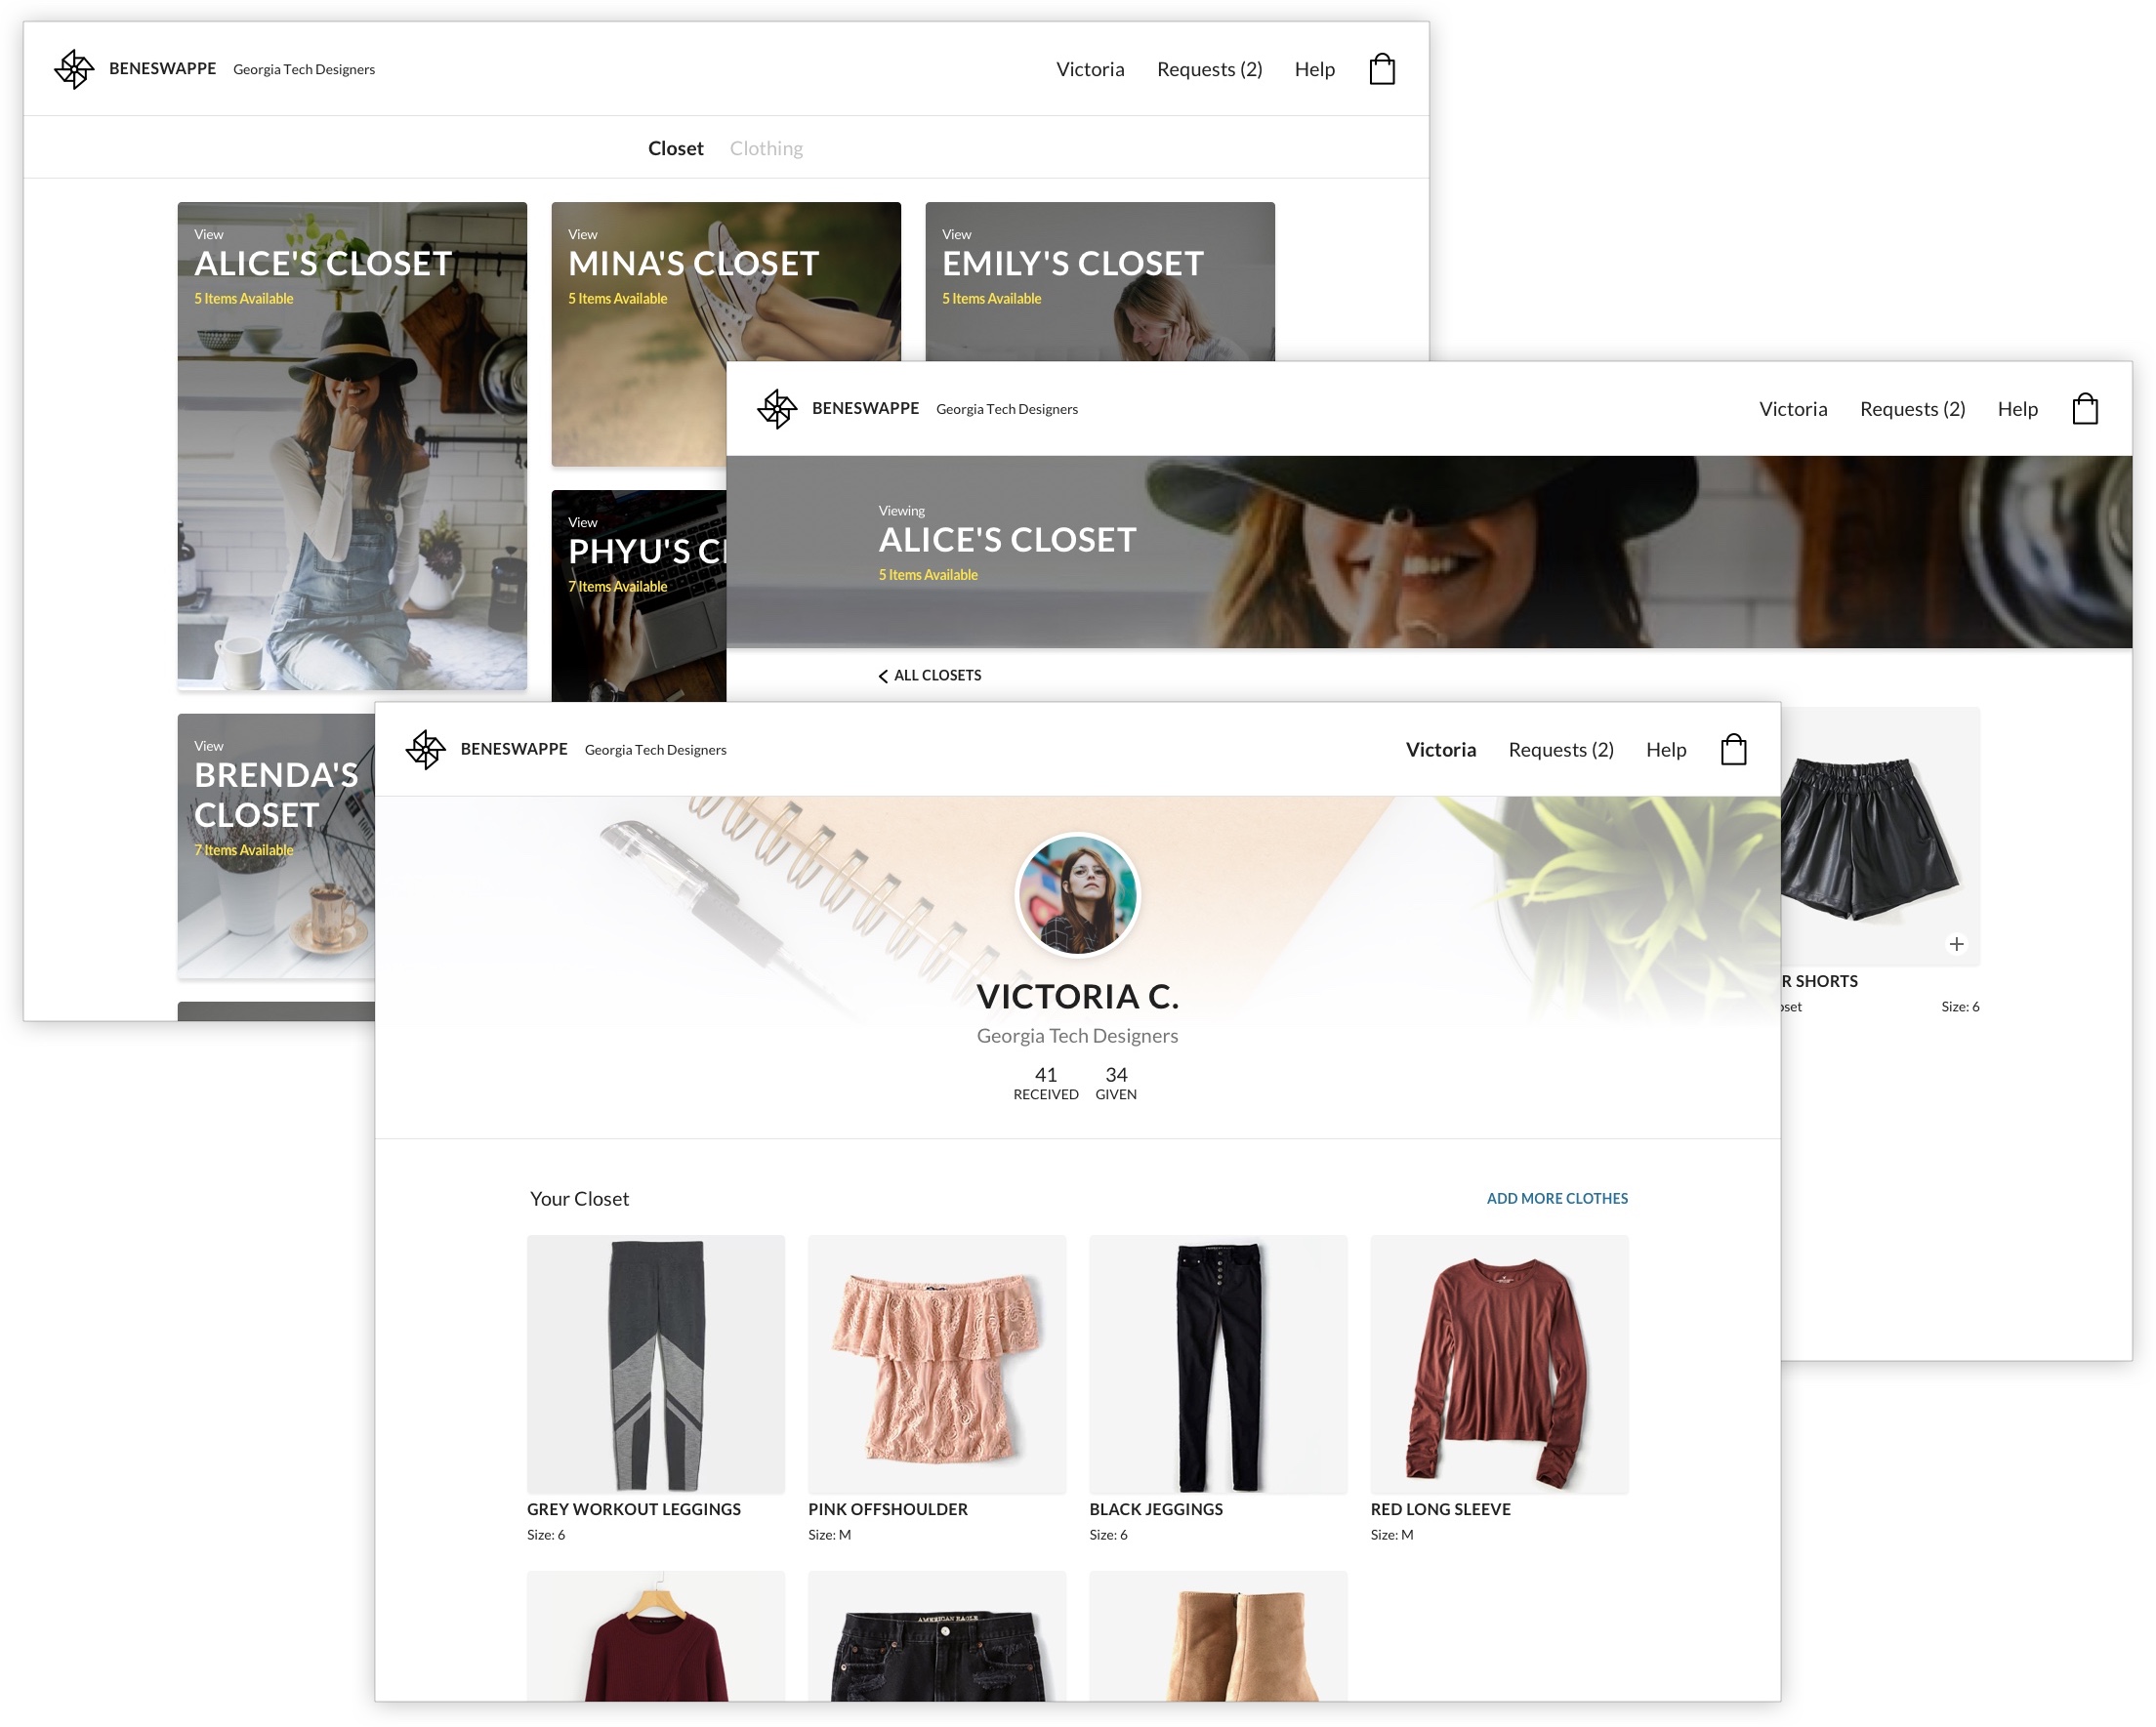 BENESWAPPE Georgia Tech Designers Victoria Requests (2) Help
Closet Clothing
View
ALICE'S CLOSET
5 Items Available
View
MINA'S CLOSET
5 Items Available
View
EMILY'S CLOSET
5 Items Available
View
PHYU'S
7 Items Available
View
BRENDA'S
CLOSET
7 Items Available
BENESWAPPE Georgia Tech Designers Victoria Requests (2) Help
Viewing
ALICE'S CLOSET
5 Items Available
ALL CLOSETS
R SHORTS
oset Size: 6
BENESWAPPE Georgia Tech Designers Victoria Requests (2) Help
VICTORIA C.
Georgia Tech Designers
41 34
RECEIVED GIVEN
Your Closet ADD MORE CLOTHES
GREY WORKOUT LEGGINGS
Size: 6
PINK OFFSHOULDER
Size: M
BLACK JEGGINGS
Size: 6
RED LONG SLEEVE
Size: M
AMERICAN EAGLE